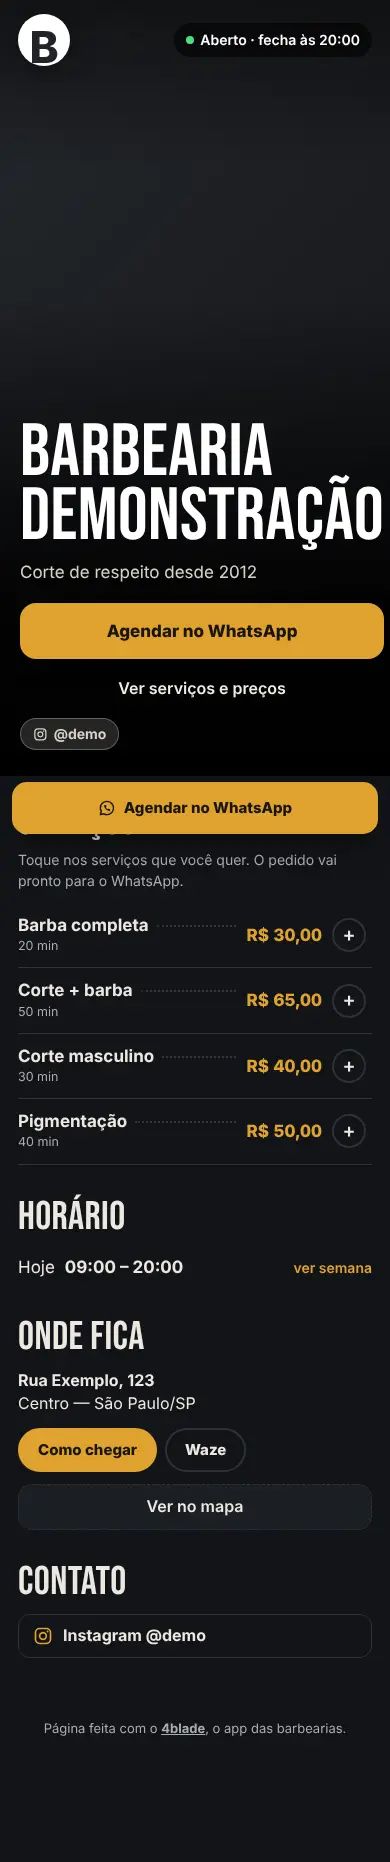 B
Aberto · fecha às 20:00
BARBEARIA
DEMONSTRAÇÃO
Corte de respeito desde 2012
Agendar no WhatsApp
Ver serviços e preços
@demo
Agendar no WhatsApp
Toque nos serviços que você quer. O pedido vai
pronto para o WhatsApp.
Barba completa R$ 30,00 +
20 min
Corte + barba R$ 65,00 +
50 min
Corte masculino R$ 40,00 +
30 min
Pigmentação R$ 50,00 +
40 min
HORÁRIO
Hoje 09:00 – 20:00 ver semana
ONDE FICA
Rua Exemplo, 123
Centro — São Paulo/SP
Como chegar Waze
Ver no mapa
CONTATO
Instagram @demo
Página feita com o 4blade, o app das barbearias.